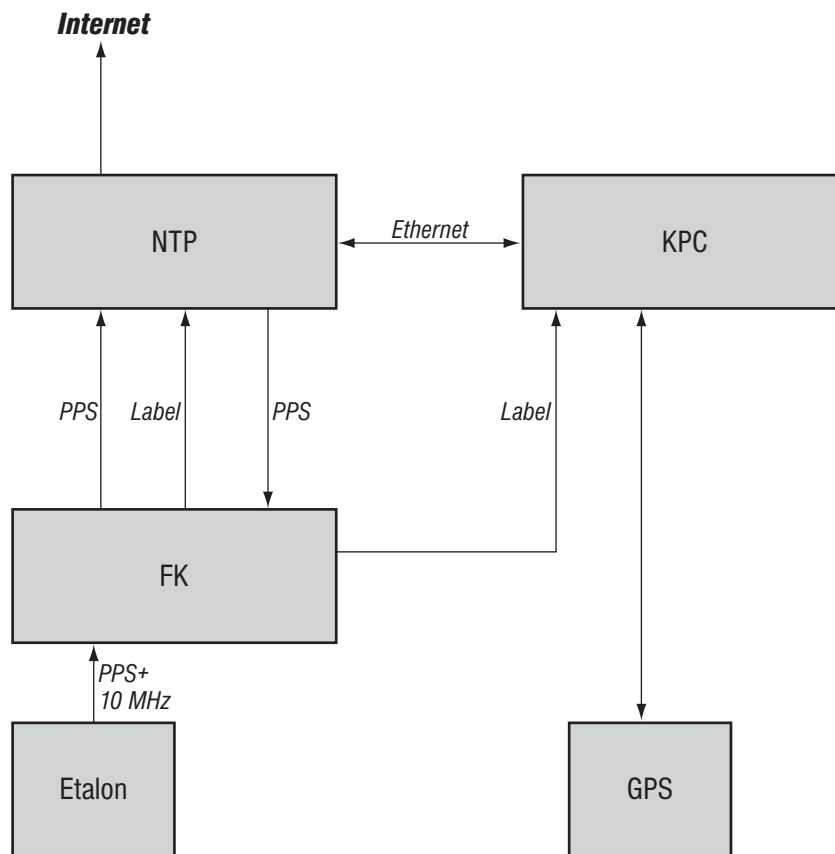 Internet
NTP
Ethernet
KPC
PPS
Label
PPS
Label
FK
PPS+
10 MHz
Etalon
GPS